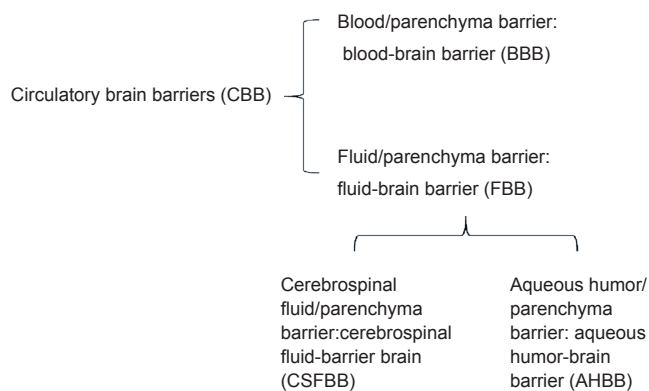 Blood/parenchyma barrier:
blood-brain barrier (BBB)
Circulatory brain barriers (CBB)
Fluid/parenchyma barrier:
fluid-brain barrier (FBB)
Cerebrospinal
fluid/parenchyma
barrier:cerebrospinal
fluid-barrier brain
(CSFBB)
Aqueous humor/
parenchyma
barrier: aqueous
humor-brain
barrier (AHBB)